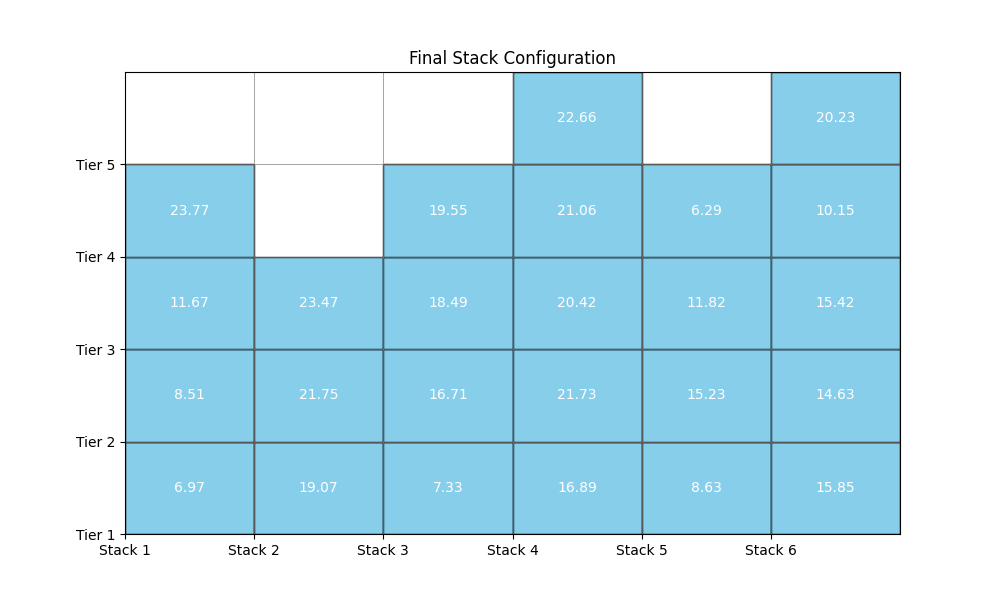 Final Stack Configuration
22.66 20.23
Tier 5
23.77 19.55 21.06 6.29 10.15
Tier 4
11.67 23.47 18.49 20.42 11.82 15.42
Tier 3
8.51 21.75 16.71 21.73 15.23 14.63
Tier 2
6.97 19.07 7.33 16.89 8.63 15.85
Tier 1
Stack 1 Stack 2 Stack 3 Stack 4 Stack 5 Stack 6